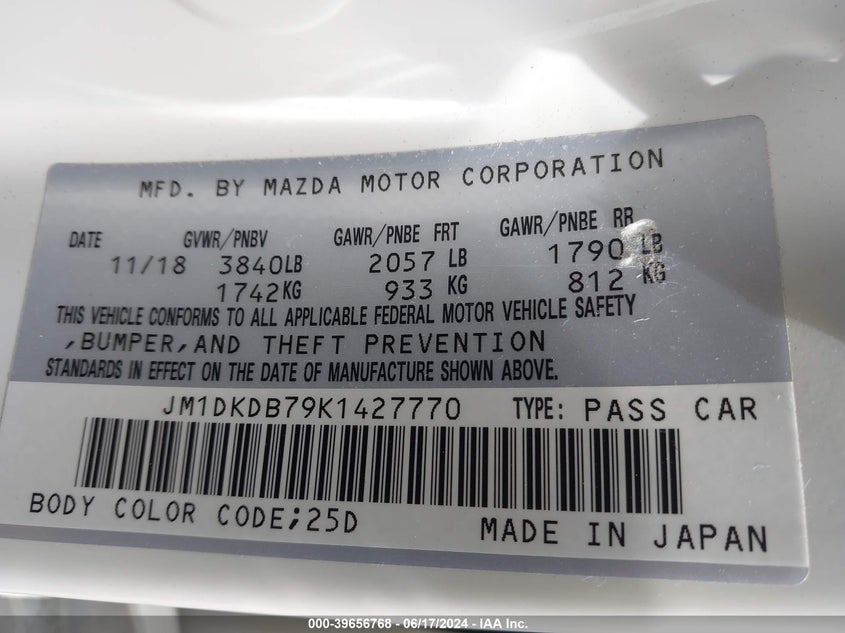 MFD. BY MAZDA MOTOR CORPORATION
DATE GVWR/PNBV GAWR/PNBE FRT GAWR/PNBE RR
11/18 3840LB 2057 LB 1790 LB
1742KG 933 KG 812 KG
THIS VEHICLE CONFORMS TO ALL APPLICABLE FEDERAL MOTOR VEHICLE SAFETY
,BUMPER,AND THEFT PREVENTION
STANDARDS IN EFFECT ON THE DATE OF MANUFACTURE SHOWN ABOVE.
JM1DKDB79K1427770 TYPE: PASS CAR
BODY COLOR CODE;25D MADE IN JAPAN
000-39656768 - 06/17/2024 - IAA Inc.